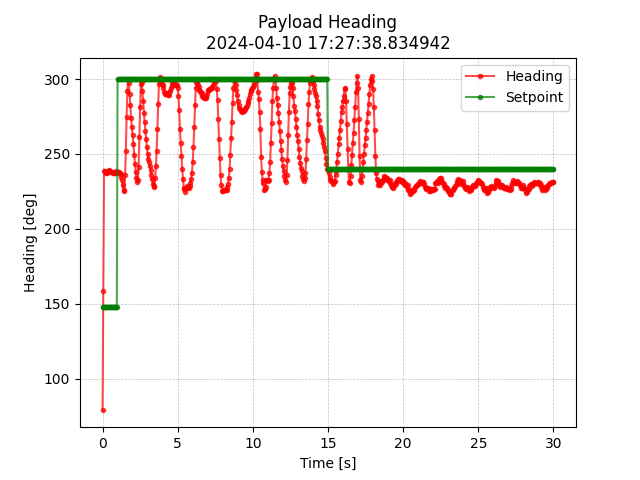 Payload Heading
2024-04-10 17:27:38.834942
Heading
Setpoint
300
250
200
150
100
Heading [deg]
0 5 10 15 20 25 30
Time [s]